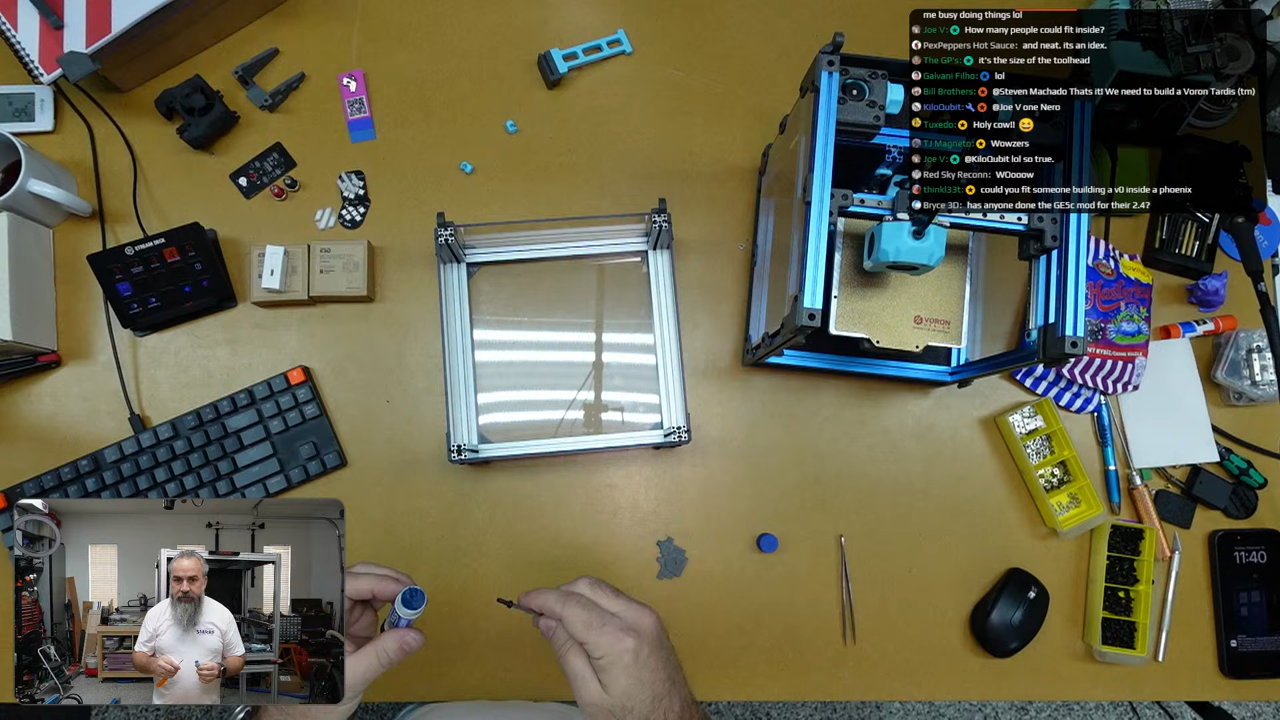 me busy doing things lol
Joe V: How many people could fit inside?
PexPeppers Hot Sauce: and neat. its an idex.
The GP's: it's the size of the toolhead
Galvani Filho: lol
Bill Brothers: @Steven Machado Thats it! We need to build a Voron Tardis (tm)
KiloQubit: @Joe V one Nero
Tuxedo: Holy cow!!
TJ Magneto: Wowzers
Joe V: @KiloQubit lol so true.
Red Sky Reconn: WOooow
thinkl33t: could you fit someone building a v0 inside a phoenix
Bryce 3D: has anyone done the GE5c mod for their 2.4?
STREAM DECK
VORON
11:40